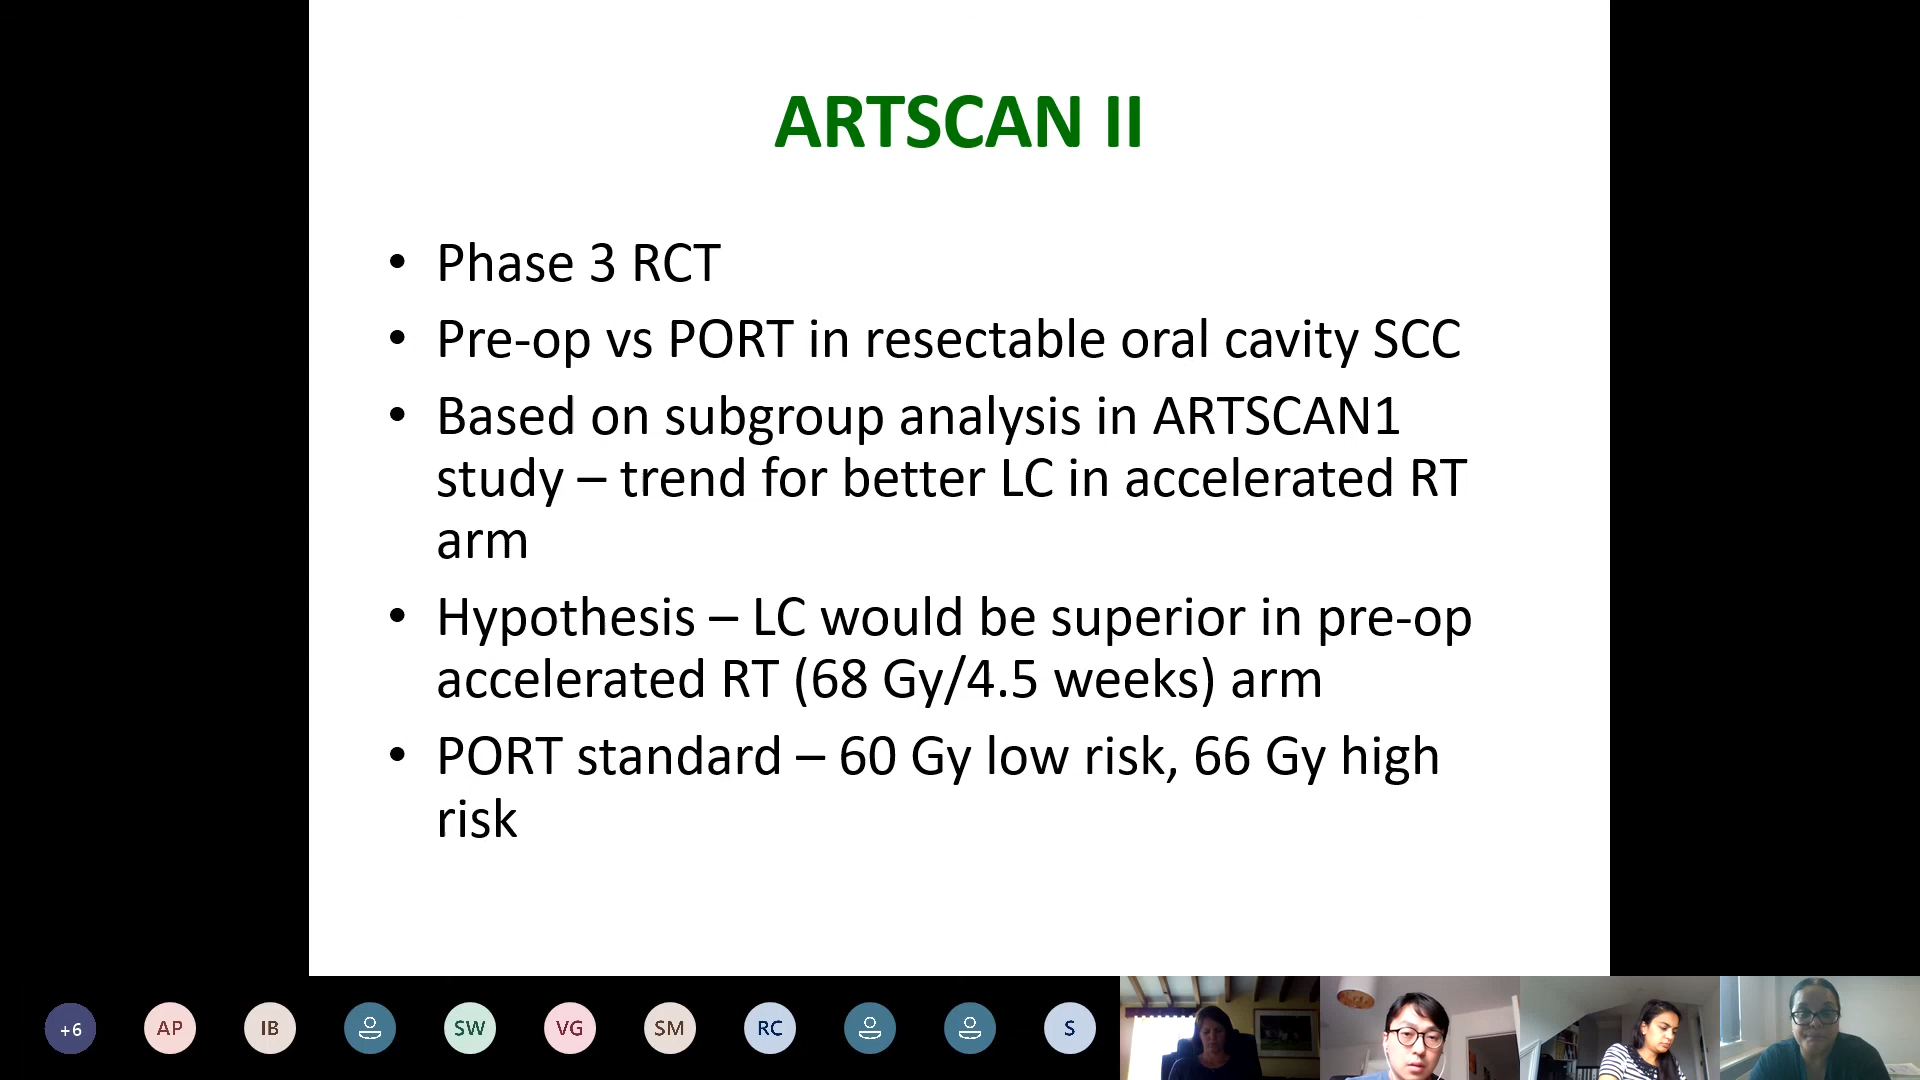 ARTSCAN II
• Phase 3 RCT
• Pre-op vs PORT in resectable oral cavity SCC
• Based on subgroup analysis in ARTSCAN1
study – trend for better LC in accelerated RT
arm
• Hypothesis – LC would be superior in pre-op
accelerated RT (68 Gy/4.5 weeks) arm
• PORT standard – 60 Gy low risk, 66 Gy high
risk
+6 AP IB SW VG SM RC S